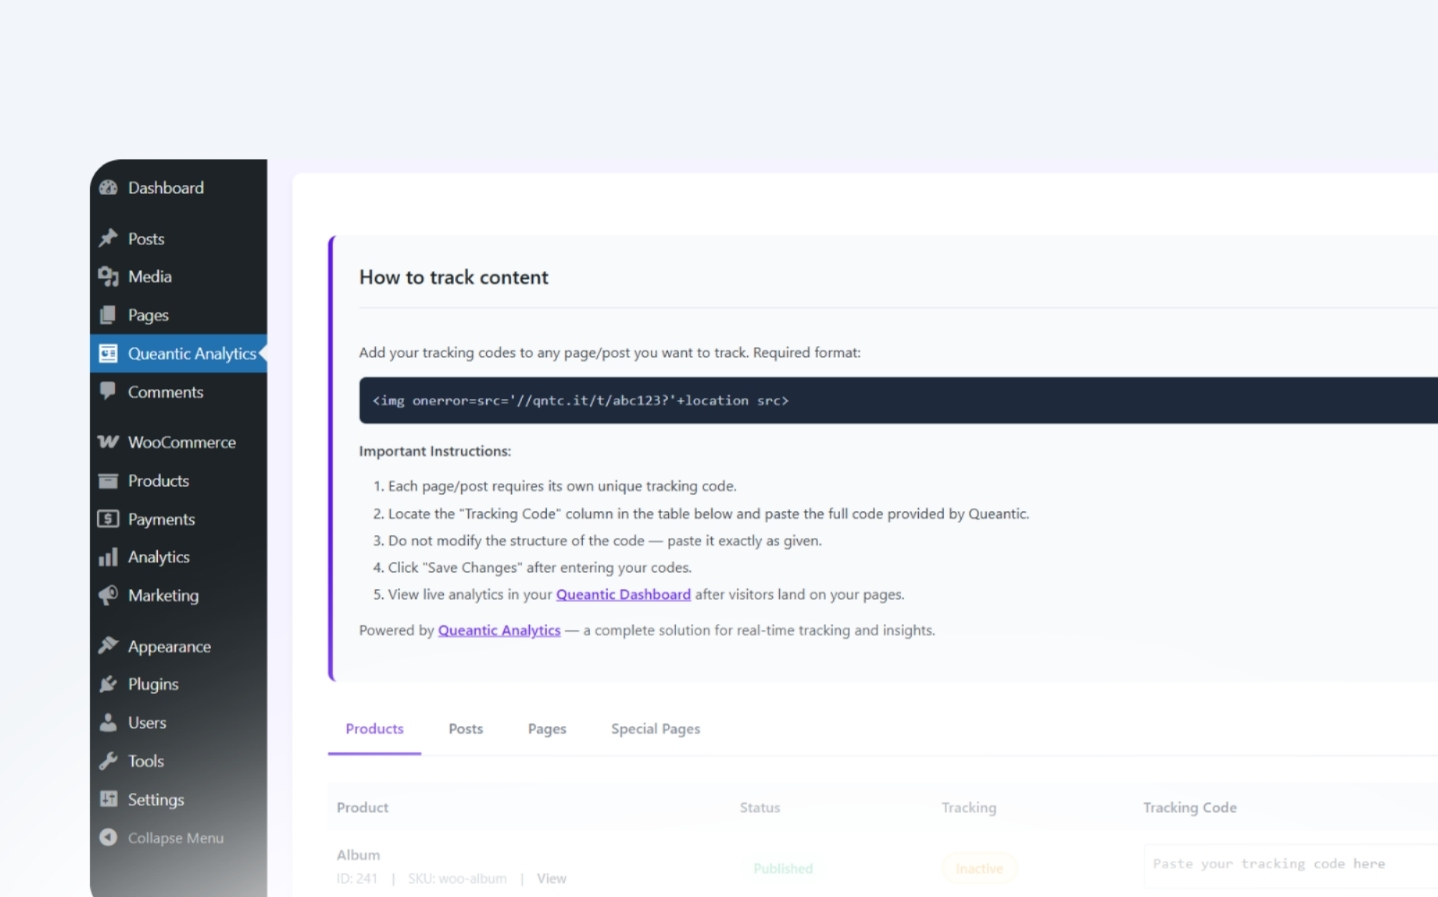 Dashboard
Posts
Media
Pages
Queantic Analytics
Comments
WooCommerce
Products
Payments
Analytics
Marketing
Appearance
Plugins
Users
Tools
Settings
Collapse Menu
How to track content
Add your tracking codes to any page/post you want to track. Required format:
<img onerror=src='//qntc.it/t/abc123?'+location src>
Important Instructions:
1. Each page/post requires its own unique tracking code.
2. Locate the "Tracking Code" column in the table below and paste the full code provided by Queantic.
3. Do not modify the structure of the code — paste it exactly as given.
4. Click "Save Changes" after entering your codes.
5. View live analytics in your Queantic Dashboard after visitors land on your pages.
Powered by Queantic Analytics — a complete solution for real-time tracking and insights.
Products Posts Pages Special Pages
Product Status Tracking Tracking Code
Album
ID: 241 | SKU: woo-album | View
Published
Inactive
Paste your tracking code here